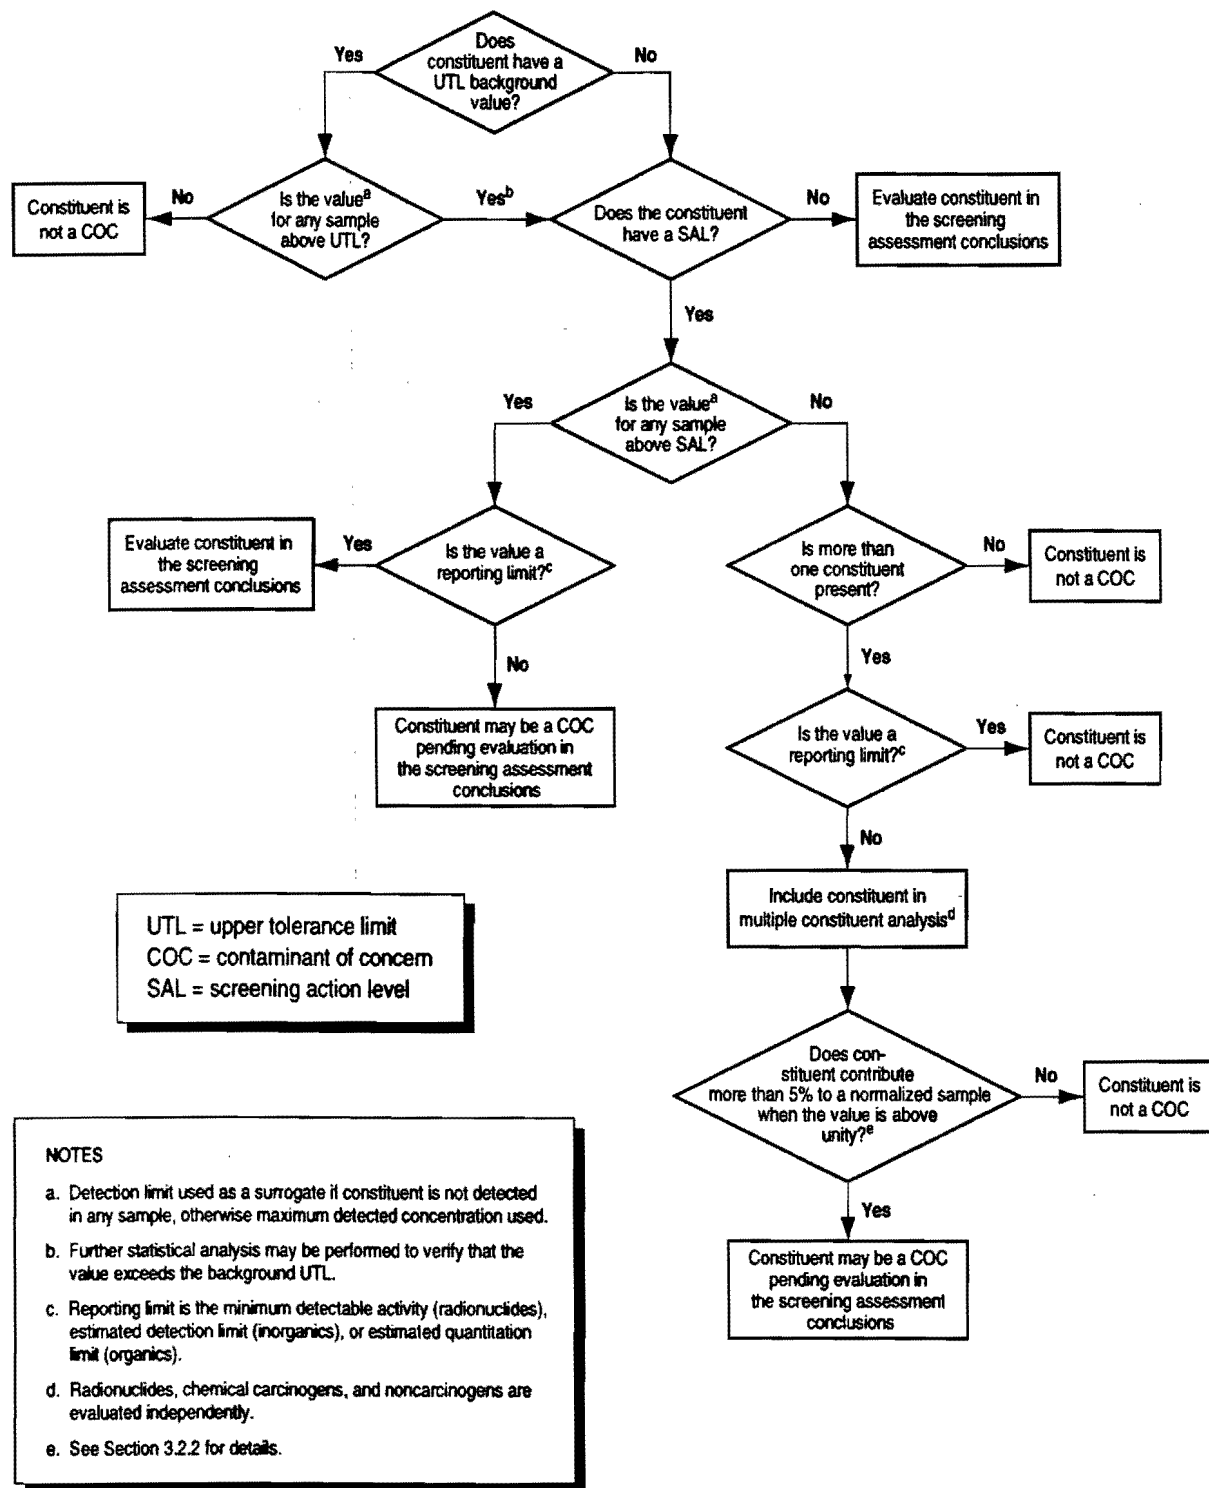 Does
constituent have a
UTL background
value?
Yes
No
Is the valueª
for any sample
above UTL?
No
Yesᵇ
Constituent is
not a COC
Does the constituent
have a SAL?
No
Evaluate constituent in
the screening
assessment conclusions
Yes
Is the valueª
for any sample
above SAL?
Yes
No
Is the value a
reporting limit?ᶜ
Yes
Evaluate constituent in
the screening
assessment conclusions
No
Constituent may be a COC
pending evaluation in
the screening assessment
conclusions
Is more than
one constituent
present?
No
Constituent is
not a COC
Yes
Is the value a
reporting limit?ᶜ
Yes
Constituent is
not a COC
No
Include constituent in
multiple constituent analysisᵈ
Does con-
stituent contribute
more than 5% to a normalized sample
when the value is above
unity?ᵉ
No
Constituent is
not a COC
Yes
Constituent may be a COC
pending evaluation in
the screening assessment
conclusions
UTL = upper tolerance limit
COC = contaminant of concern
SAL = screening action level
NOTES
a. Detection limit used as a surrogate if constituent is not detected
in any sample, otherwise maximum detected concentration used.
b. Further statistical analysis may be performed to verify that the
value exceeds the background UTL.
c. Reporting limit is the minimum detectable activity (radionuclides),
estimated detection limit (inorganics), or estimated quantitation
limit (organics).
d. Radionuclides, chemical carcinogens, and noncarcinogens are
evaluated independently.
e. See Section 3.2.2 for details.